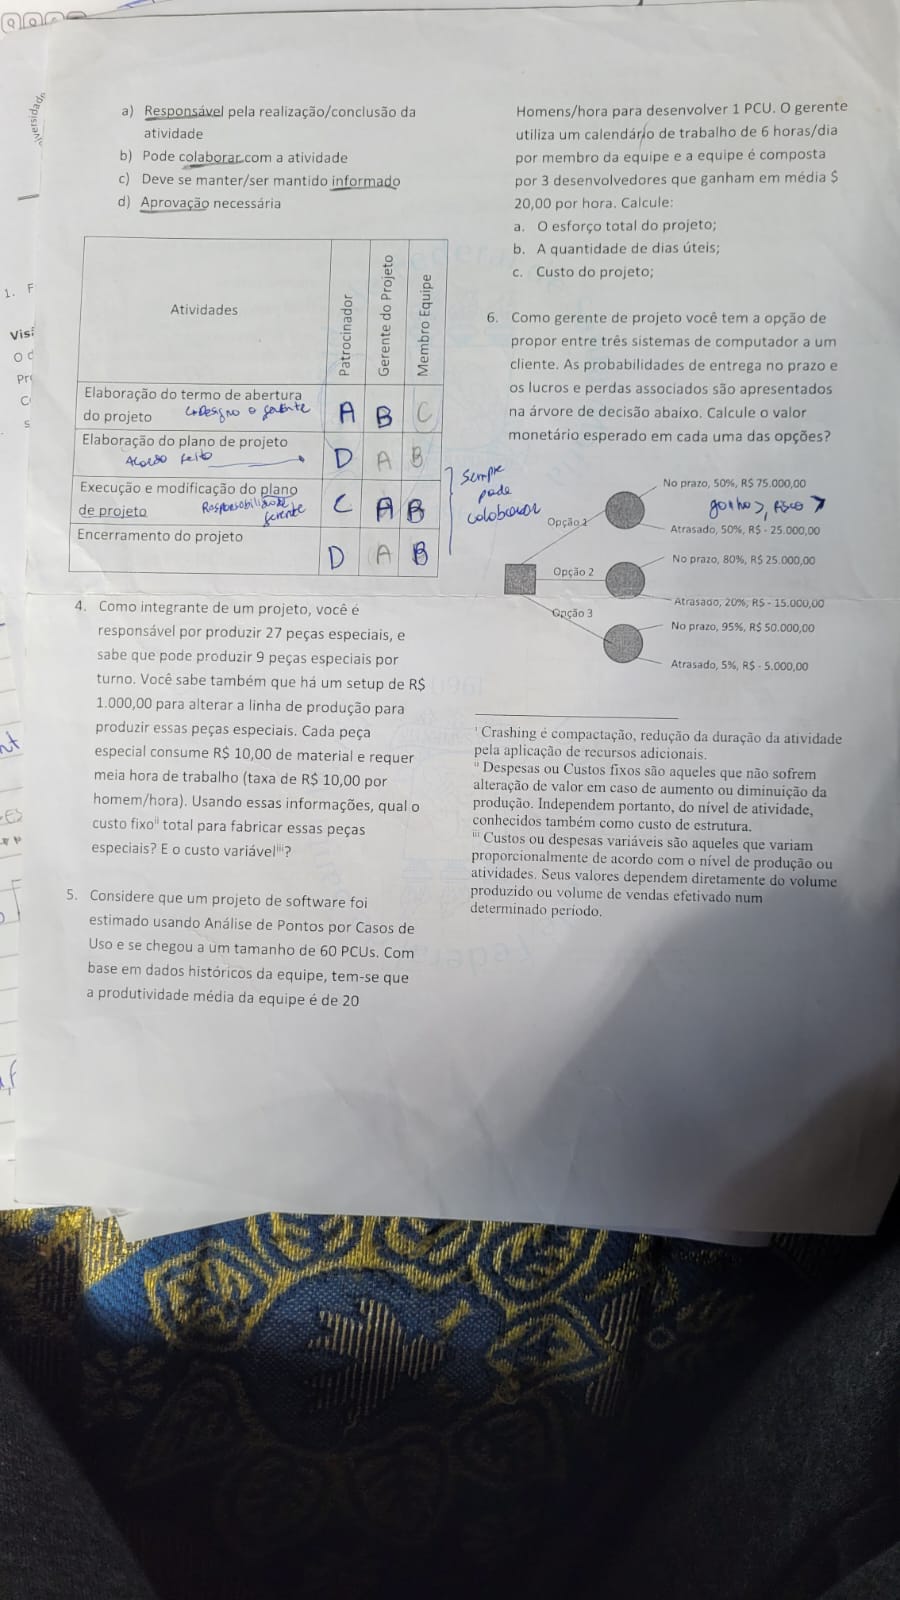 a) Responsável pela realização/conclusão da
atividade
b) Pode colaborar com a atividade
c) Deve se manter/ser mantido informado
d) Aprovação necessária
Atividades
Patrocinador
Gerente do Projeto
Membro Equipe
Elaboração do termo de abertura
do projeto
A B C
Elaboração do plano de projeto
Acordo feito
D A B
Execução e modificação do plano
de projeto
Responsabilidade
gerente
C A B
Encerramento do projeto
D A B
Sempre
pode
colaborar
4. Como integrante de um projeto, você é
responsável por produzir 27 peças especiais, e
sabe que pode produzir 9 peças especiais por
turno. Você sabe também que há um setup de R$
1.000,00 para alterar a linha de produção para
produzir essas peças especiais. Cada peça
especial consume R$ 10,00 de material e requer
meia hora de trabalho (taxa de R$ 10,00 por
homem/hora). Usando essas informações, qual o
custo fixoii total para fabricar essas peças
especiais? E o custo variáveliii?
5. Considere que um projeto de software foi
estimado usando Análise de Pontos por Casos de
Uso e se chegou a um tamanho de 60 PCUs. Com
base em dados históricos da equipe, tem-se que
a produtividade média da equipe é de 20
Homens/hora para desenvolver 1 PCU. O gerente
utiliza um calendário de trabalho de 6 horas/dia
por membro da equipe e a equipe é composta
por 3 desenvolvedores que ganham em média $
20,00 por hora. Calcule:
a. O esforço total do projeto;
b. A quantidade de dias úteis;
c. Custo do projeto;
6. Como gerente de projeto você tem a opção de
propor entre três sistemas de computador a um
cliente. As probabilidades de entrega no prazo e
os lucros e perdas associados são apresentados
na árvore de decisão abaixo. Calcule o valor
monetário esperado em cada uma das opções?
No prazo, 50%, R$ 75.000,00
ganho >, risco >
Opção 1
Atrasado, 50%, R$ - 25.000,00
No prazo, 80%, R$ 25.000,00
Opção 2
Atrasado, 20%, R$ - 15.000,00
Opção 3
No prazo, 95%, R$ 50.000,00
Atrasado, 5%, R$ - 5.000,00
i Crashing é compactação, redução da duração da atividade
pela aplicação de recursos adicionais.
ii Despesas ou Custos fixos são aqueles que não sofrem
alteração de valor em caso de aumento ou diminuição da
produção. Independem portanto, do nível de atividade,
conhecidos também como custo de estrutura.
iii Custos ou despesas variáveis são aqueles que variam
proporcionalmente de acordo com o nível de produção ou
atividades. Seus valores dependem diretamente do volume
produzido ou volume de vendas efetivado num
determinado período.